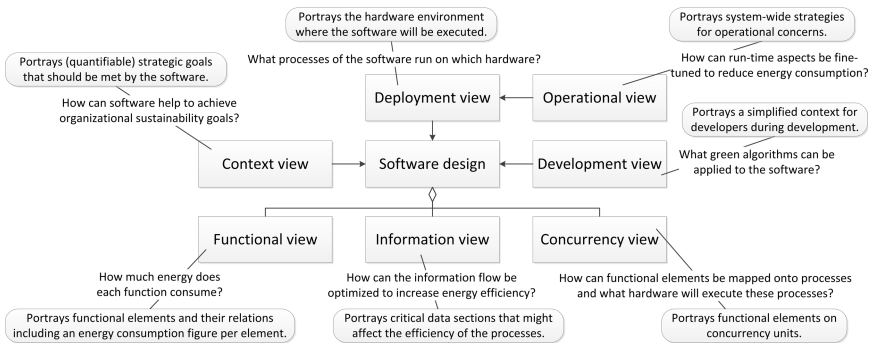 Portrays the hardware environment
where the software will be executed.
Portrays system-wide strategies
for operational concerns.
What processes of the software run on which hardware?
How can run-time aspects be fine-
tuned to reduce energy consumption?
Portrays (quantifiable) strategic goals
that should be met by the software.
How can software help to achieve
organizational sustainability goals?
Deployment view
Operational view
Portrays a simplified context for
developers during development.
Context view
Software design
Development view
What green algorithms can be
applied to the software?
Functional view
Information view
Concurrency view
How much energy does
each function consume?
How can the information flow be
optimized to increase energy efficiency?
How can functional elements be mapped onto processes
and what hardware will execute these processes?
Portrays functional elements and their relations
including an energy consumption figure per element.
Portrays critical data sections that might
affect the efficiency of the processes.
Portrays functional elements on
concurrency units.